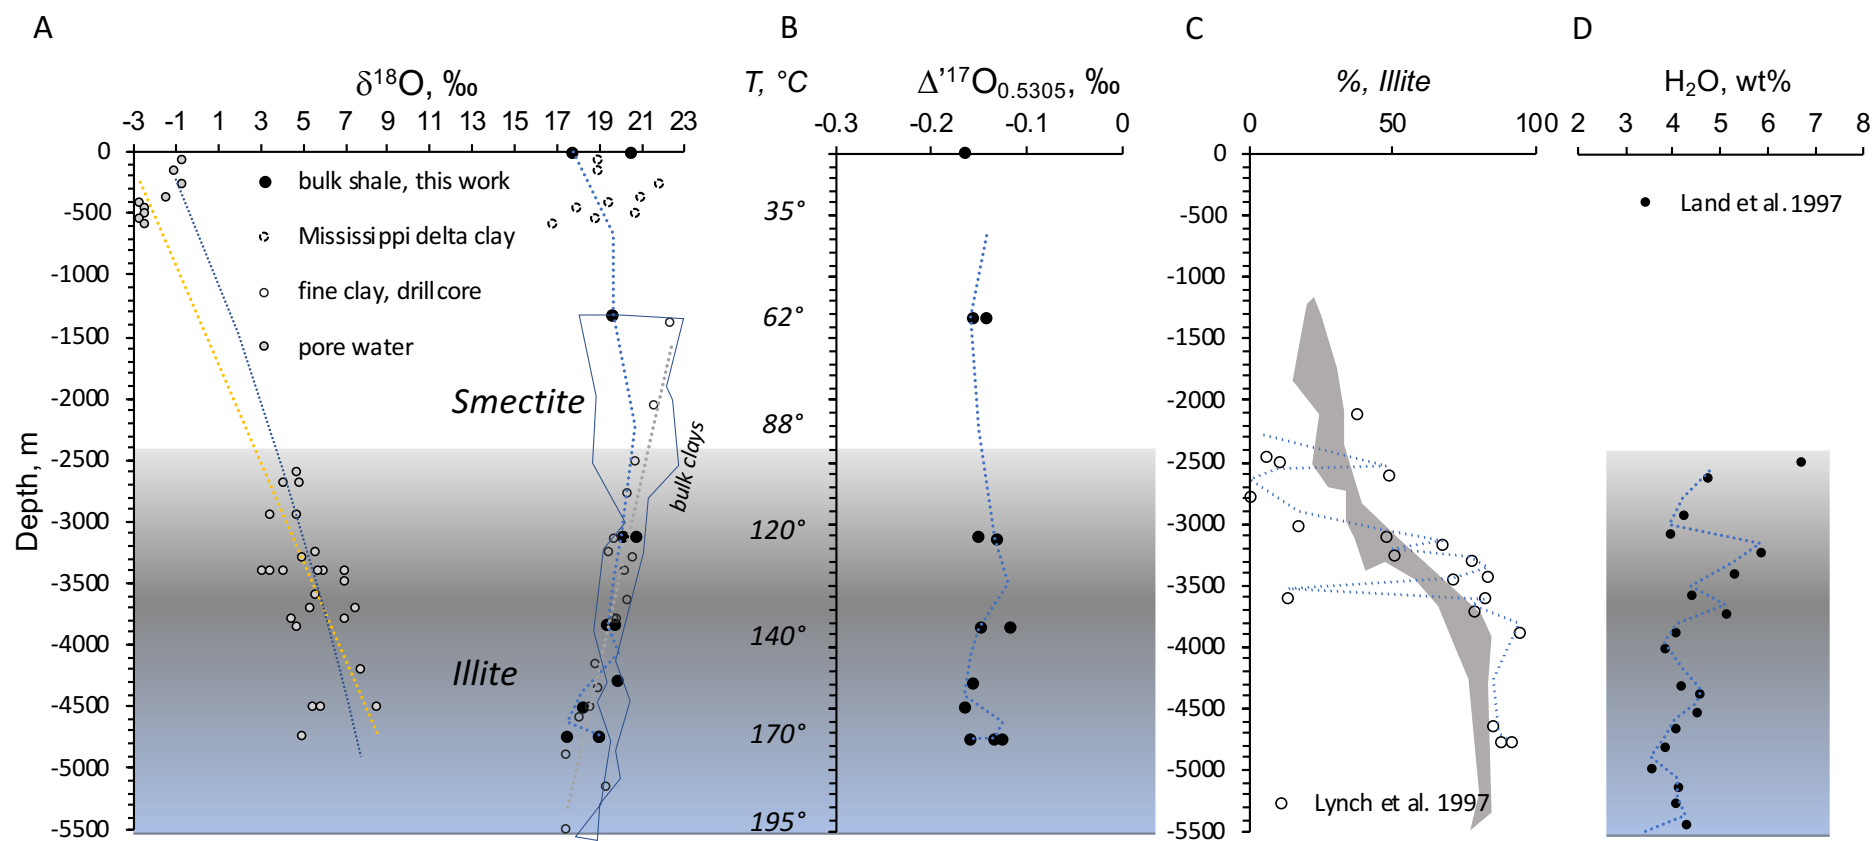 A
B
C
D
δ18O, ‰
T, °C
Δ'17O0.5305, ‰
%, Illite
H2O, wt%
-3 -1 1 3 5 7 9 11 13 15 17 19 21 23
-0.3 -0.2 -0.1 0
0 50 100
2 3 4 5 6 7 8
Depth, m
0
-500
-1000
-1500
-2000
-2500
-3000
-3500
-4000
-4500
-5000
-5500
bulk shale, this work
Mississippi delta clay
fine clay, drillcore
pore water
Smectite
Illite
bulk clays
35°
62°
88°
120°
140°
170°
195°
0
-500
-1000
-1500
-2000
-2500
-3000
-3500
-4000
-4500
-5000
-5500
Lynch et al. 1997
Land et al. 1997